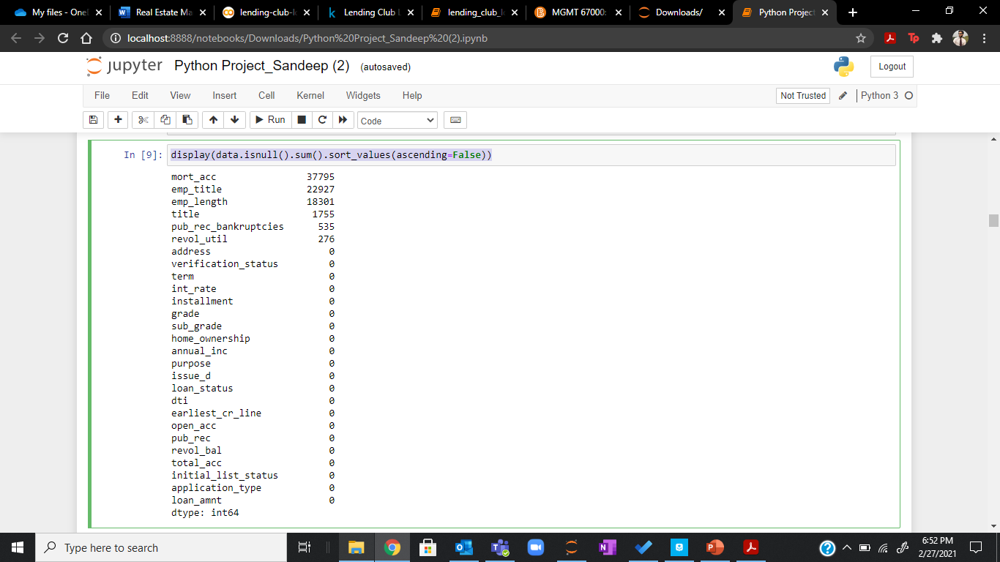 My files - OneD
Real Estate Ma
lending-club-lo
Lending Club L
lending_club_lo
MGMT 67000:
Downloads/
Python Project
localhost:8888/notebooks/Downloads/Python%20Project_Sandeep%20(2).ipynb
jupyter Python Project_Sandeep (2) (autosaved)
Logout
File Edit View Insert Cell Kernel Widgets Help
Not Trusted Python 3
Run Code
In [9]: display(data.isnull().sum().sort_values(ascending=False))
mort_acc 37795
emp_title 22927
emp_length 18301
title 1755
pub_rec_bankruptcies 535
revol_util 276
address 0
verification_status 0
term 0
int_rate 0
installment 0
grade 0
sub_grade 0
home_ownership 0
annual_inc 0
purpose 0
issue_d 0
loan_status 0
dti 0
earliest_cr_line 0
open_acc 0
pub_rec 0
revol_bal 0
total_acc 0
initial_list_status 0
application_type 0
loan_amnt 0
dtype: int64
Type here to search
6:52 PM
2/27/2021